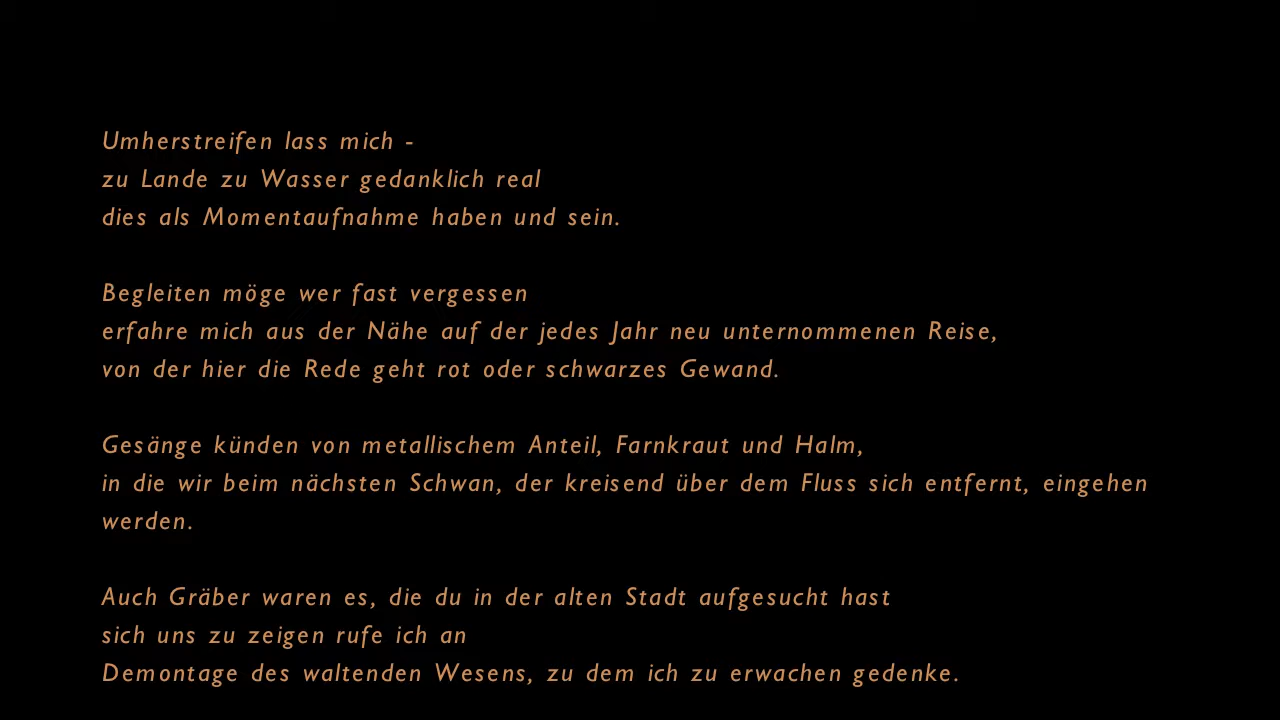 Umherstreifen lass mich -
zu Lande zu Wasser gedanklich real
dies als Momentaufnahme haben und sein.
Begleiten möge wer fast vergessen
erfahre mich aus der Nähe auf der jedes Jahr neu unternommenen Reise,
von der hier die Rede geht rot oder schwarzes Gewand.
Gesänge künden von metallischem Anteil, Farnkraut und Halm,
in die wir beim nächsten Schwan, der kreisend über dem Fluss sich entfernt, eingehen
werden.
Auch Gräber waren es, die du in der alten Stadt aufgesucht hast
sich uns zu zeigen rufe ich an
Demontage des waltenden Wesens, zu dem ich zu erwachen gedenke.